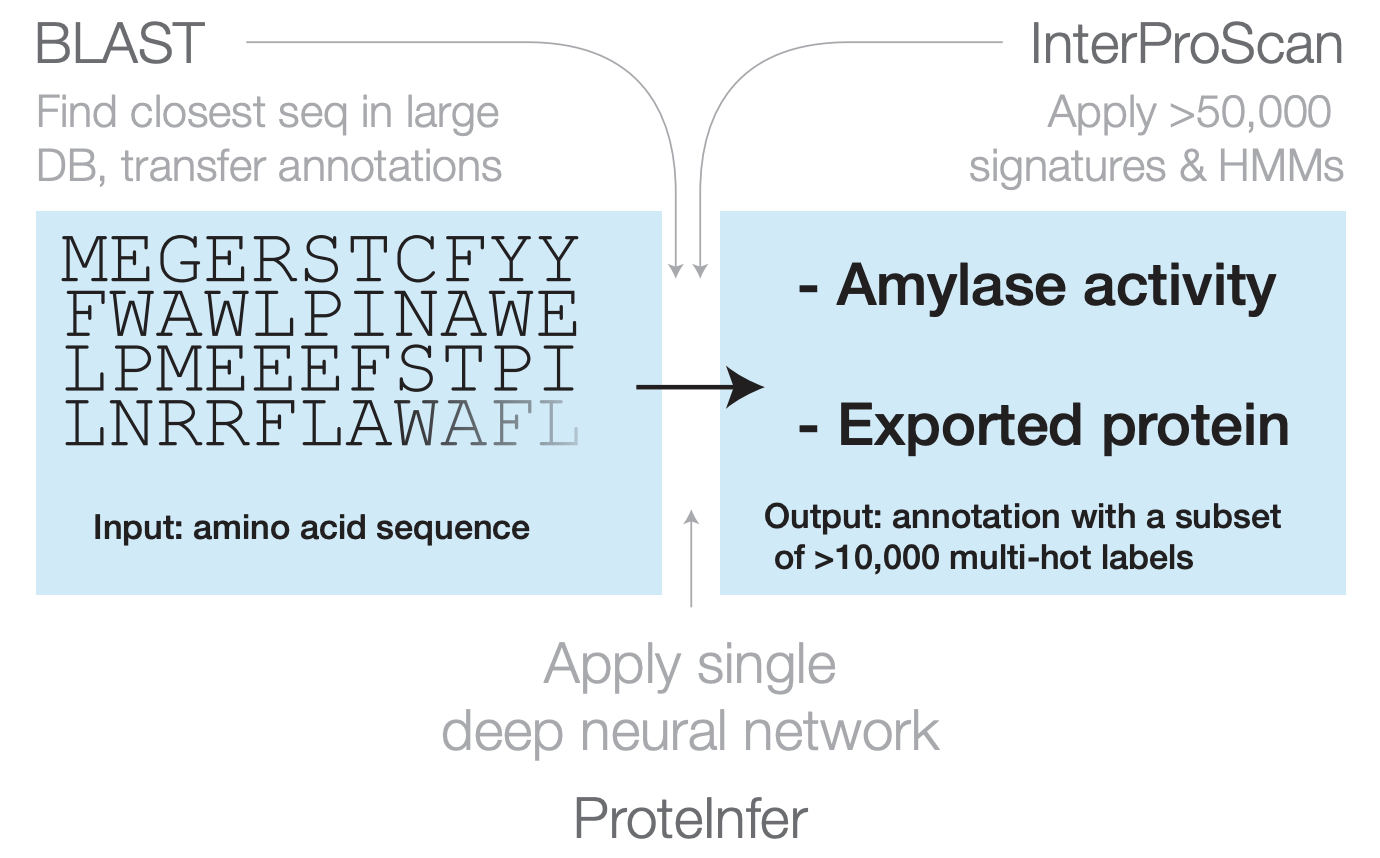 BLAST
Find closest seq in large
DB, transfer annotations
InterProScan
Apply >50,000
signatures & HMMs
MEGERSTCFYY
FWAWLPINAWE
LPMEEEFSTPI
LNRRFLAWAFL
Input: amino acid sequence
- Amylase activity
- Exported protein
Output: annotation with a subset
of >10,000 multi-hot labels
Apply single
deep neural network
ProteInfer